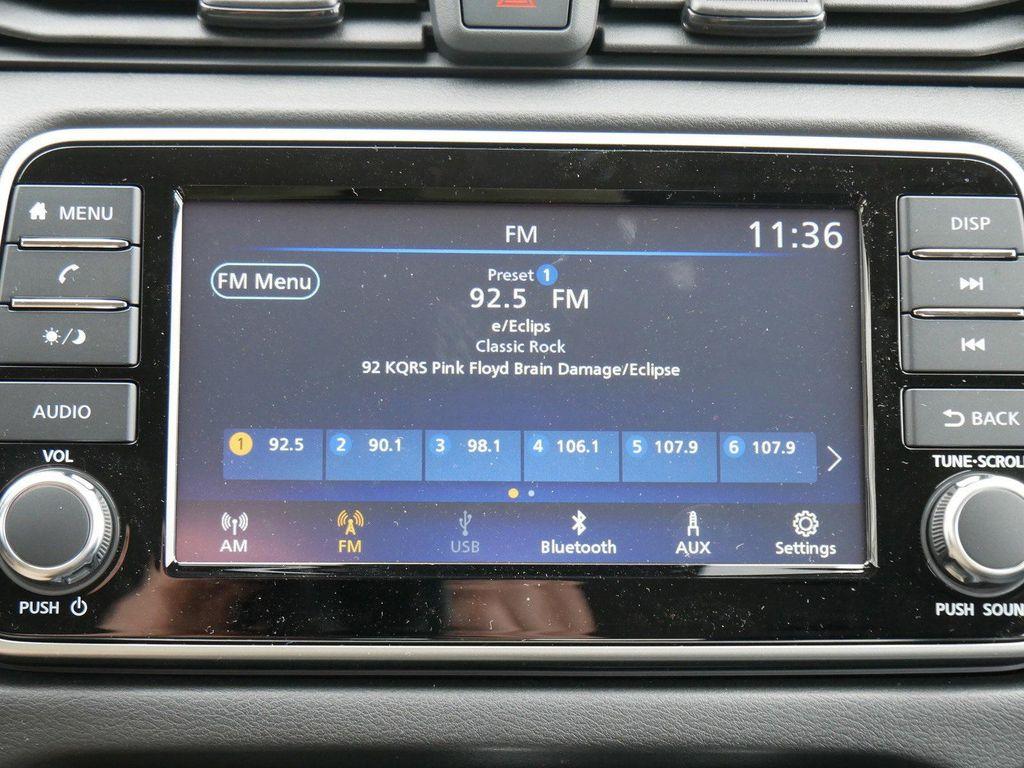 MENU
AUDIO
VOL
PUSH
FM
11:36
FM Menu
Preset 1
92.5 FM
e/Eclips
Classic Rock
92 KQRS Pink Floyd Brain Damage/Eclipse
1 92.5
2 90.1
3 98.1
4 106.1
5 107.9
6 107.9
AM
FM
USB
Bluetooth
AUX
Settings
DISP
BACK
TUNE·SCROLL
PUSH SOUN